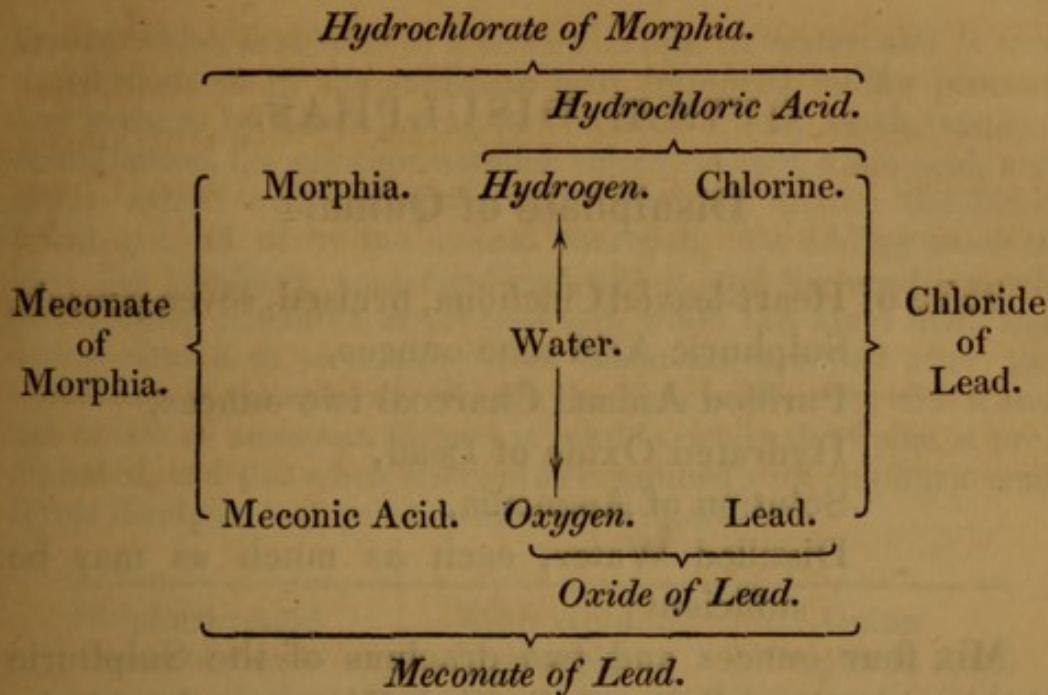 Hydrochlorate of Morphia.
Hydrochloric Acid.
Morphia. Hydrogen. Chlorine.
Meconate
of
Morphia.
Water.
Chloride
of
Lead.
Meconic Acid. Oxygen. Lead.
Oxide of Lead.
Meconate of Lead.